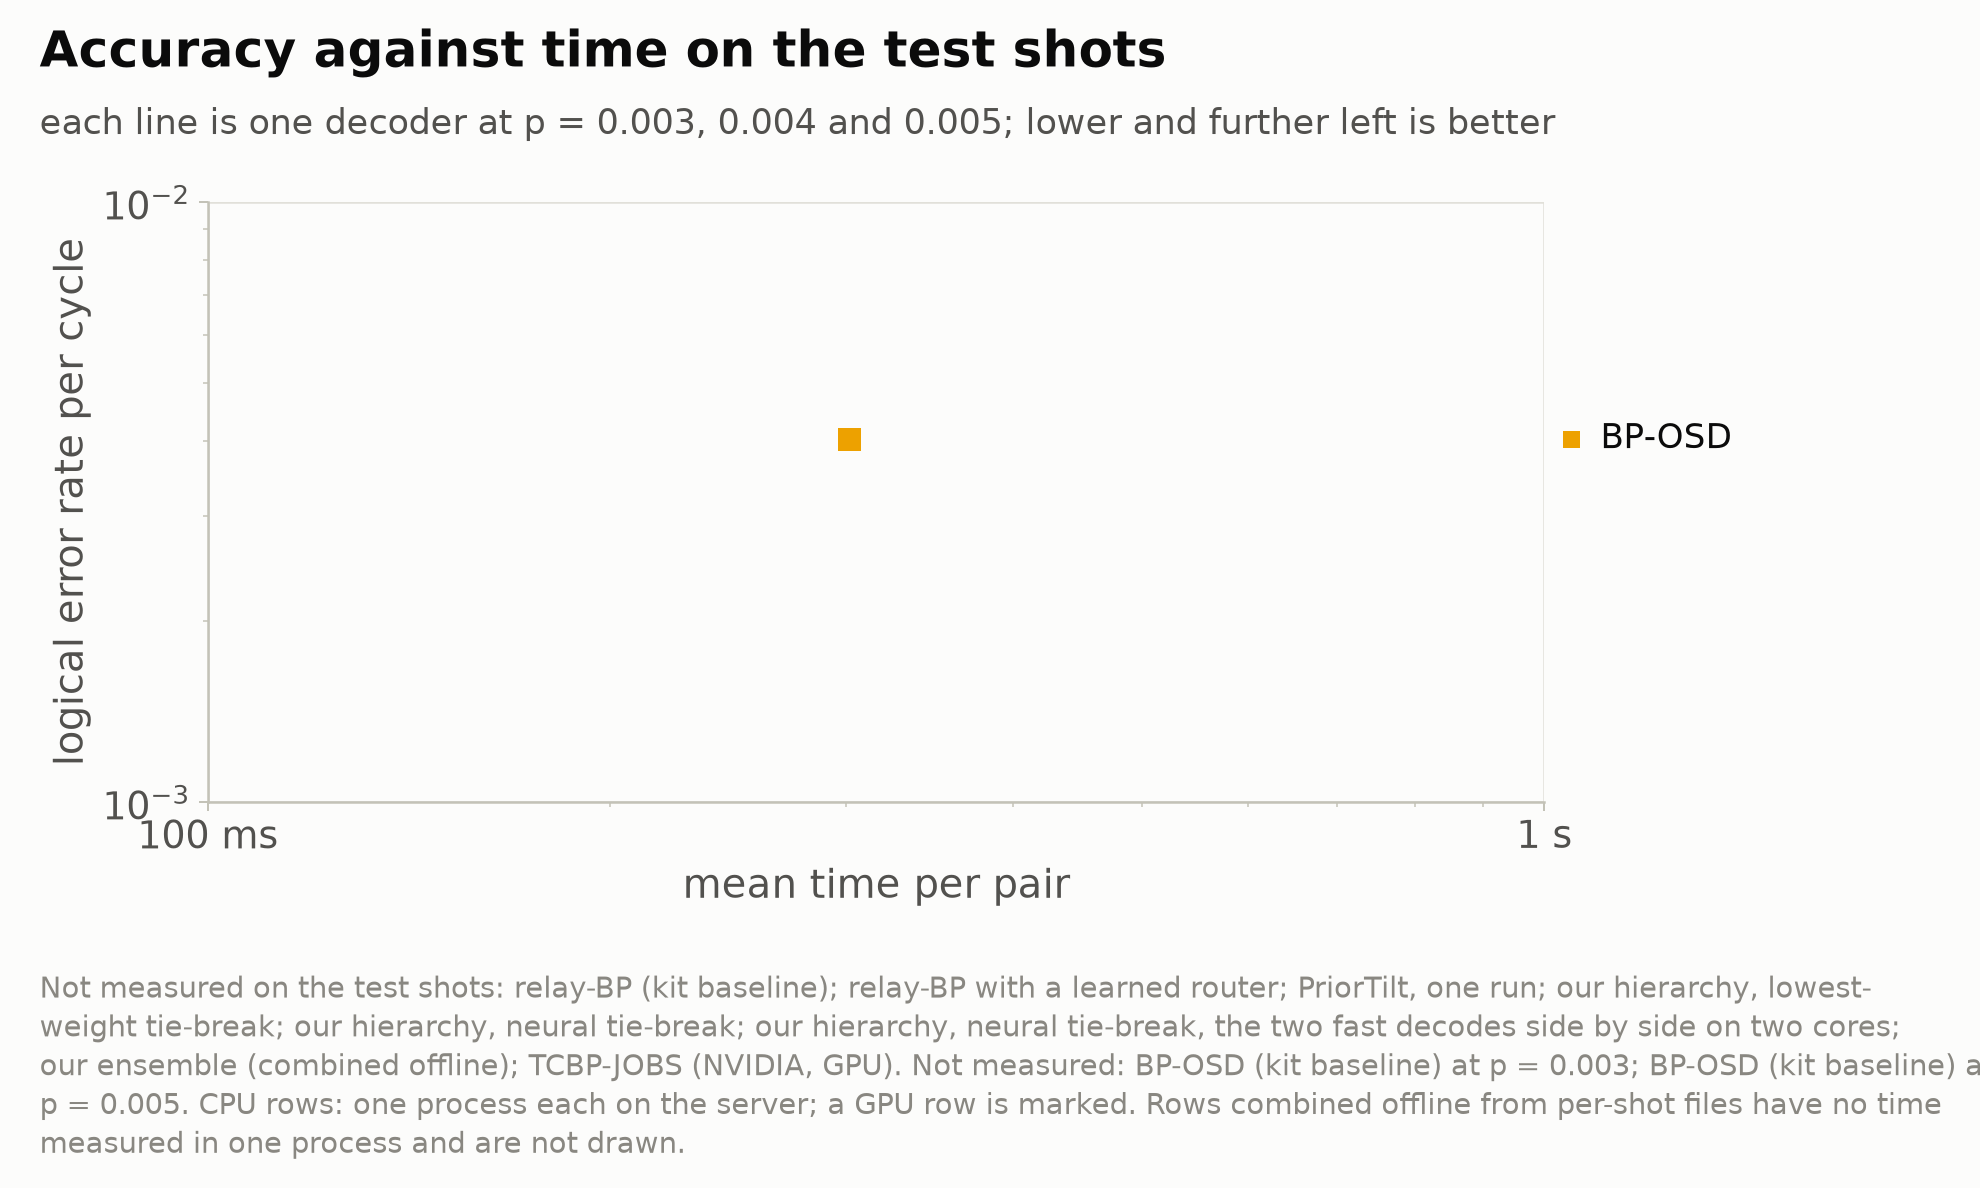 Accuracy against time on the test shots
each line is one decoder at p = 0.003, 0.004 and 0.005; lower and further left is better
10⁻²
logical error rate per cycle
BP-OSD
10⁻³
100 ms
1 s
mean time per pair
Not measured on the test shots: relay-BP (kit baseline); relay-BP with a learned router; PriorTilt, one run; our hierarchy, lowest-
weight tie-break; our hierarchy, neural tie-break; our hierarchy, neural tie-break, the two fast decodes side by side on two cores;
our ensemble (combined offline); TCBP-JOBS (NVIDIA, GPU). Not measured: BP-OSD (kit baseline) at p = 0.003; BP-OSD (kit baseline) a
p = 0.005. CPU rows: one process each on the server; a GPU row is marked. Rows combined offline from per-shot files have no time
measured in one process and are not drawn.